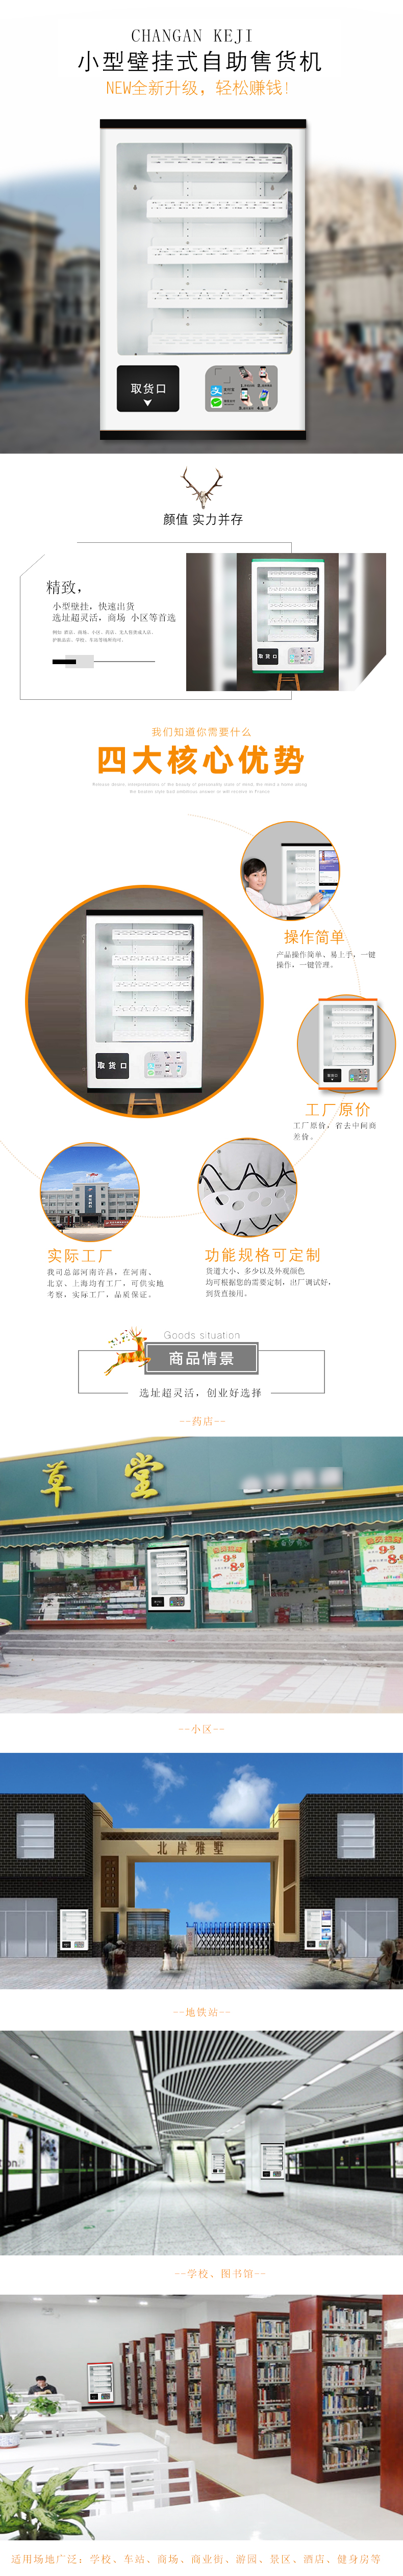 CHANGAN KEJI
小型壁挂式自助售货机
NEW全新升级，轻松赚钱!
取货口
颜值 实力并存
精致，
小型壁挂，快速出货
选址超灵活，商场 小区等首选
取货口
我们知道你需要什么
四大核心优势
操作简单
产品操作简单、易上手，一键
操作，一键管理。
取货口
取货口
工厂原价
工厂原价，省去中间商
差价。
实际工厂
我司总部河南许昌，在河南、
北京、上海均有工厂，可供实地
考察，实际工厂，品质保证。
功能规格可定制
货道大小、多少以及外观颜色
均可根据您的需要定制，出厂调试好，
到货直接用。
Goods situation
商品情景
选址超灵活，创业好选择
--药店--
草堂
--小区--
北岸雅墅
--地铁站--
--学校、图书馆--
适用场地广泛：学校、车站、商场、商业街、游园、景区、酒店、健身房等